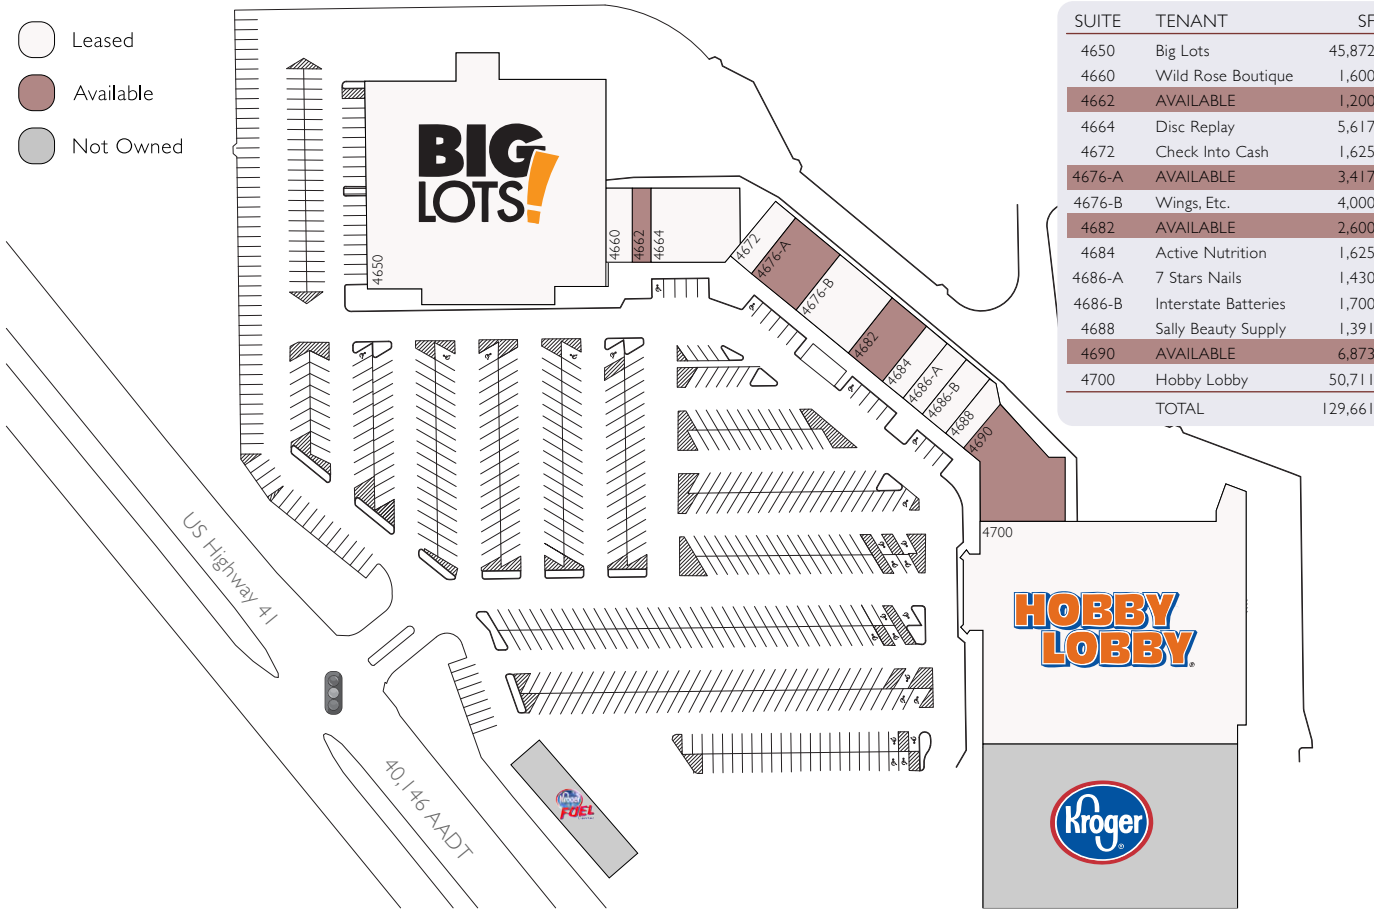 Leased
Available
Not Owned
SUITE TENANT SF
4650 Big Lots 45,872
4660 Wild Rose Boutique 1,600
4662 AVAILABLE 1,200
4664 Disc Replay 5,617
4672 Check Into Cash 1,625
4676-A AVAILABLE 3,417
4676-B Wings, Etc. 4,000
4682 AVAILABLE 2,600
4684 Active Nutrition 1,625
4686-A 7 Stars Nails 1,430
4686-B Interstate Batteries 1,700
4688 Sally Beauty Supply 1,391
4690 AVAILABLE 6,873
4700 Hobby Lobby 50,711
TOTAL 129,661
BIG
LOTS!
4650
4660
4662
4664
4672
4676-A
4676-B
4682
4684
4686-A
4686-B
4688
4690
4700
HOBBY
LOBBY
®
US Highway 41
40,146 AADT
Kroger
FUEL
Kroger
®